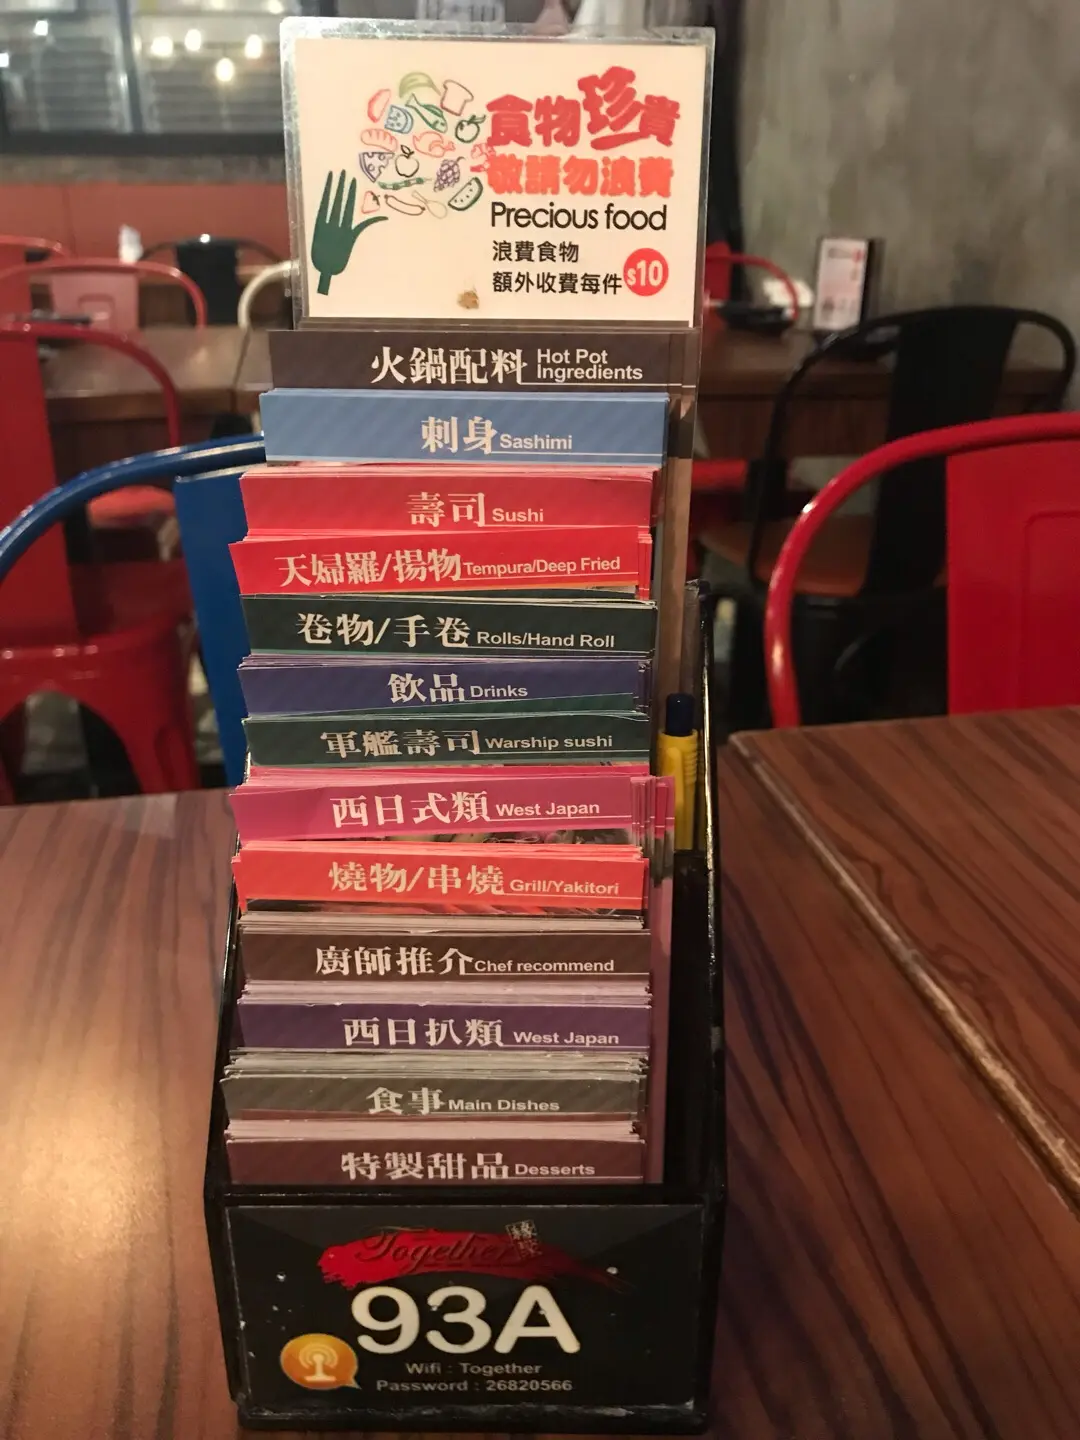 食物珍貴
敬請勿浪費
Precious food
浪費食物
額外收費每件 $10
火鍋配料 Hot Pot Ingredients
刺身 Sashimi
壽司 Sushi
天婦羅/揚物 Tempura/Deep Fried
卷物/手卷 Rolls/Hand Roll
飲品 Drinks
軍艦壽司 Warship sushi
西日式類 West Japan
燒物/串燒 Grill/Yakitori
廚師推介 Chef recommend
西日扒類 West Japan
食事 Main Dishes
特製甜品 Desserts
Together
93A
Wifi : Together
Password : 26820566